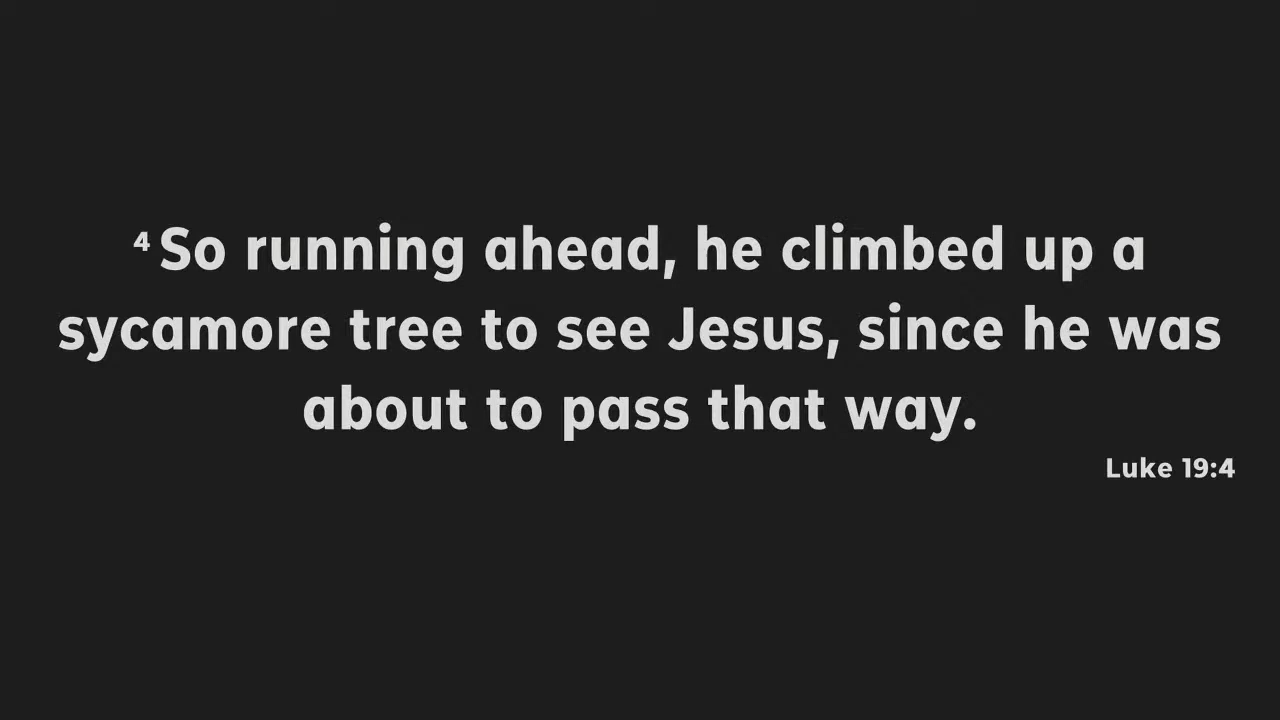 ⁴ So running ahead, he climbed up a
sycamore tree to see Jesus, since he was
about to pass that way.
Luke 19:4